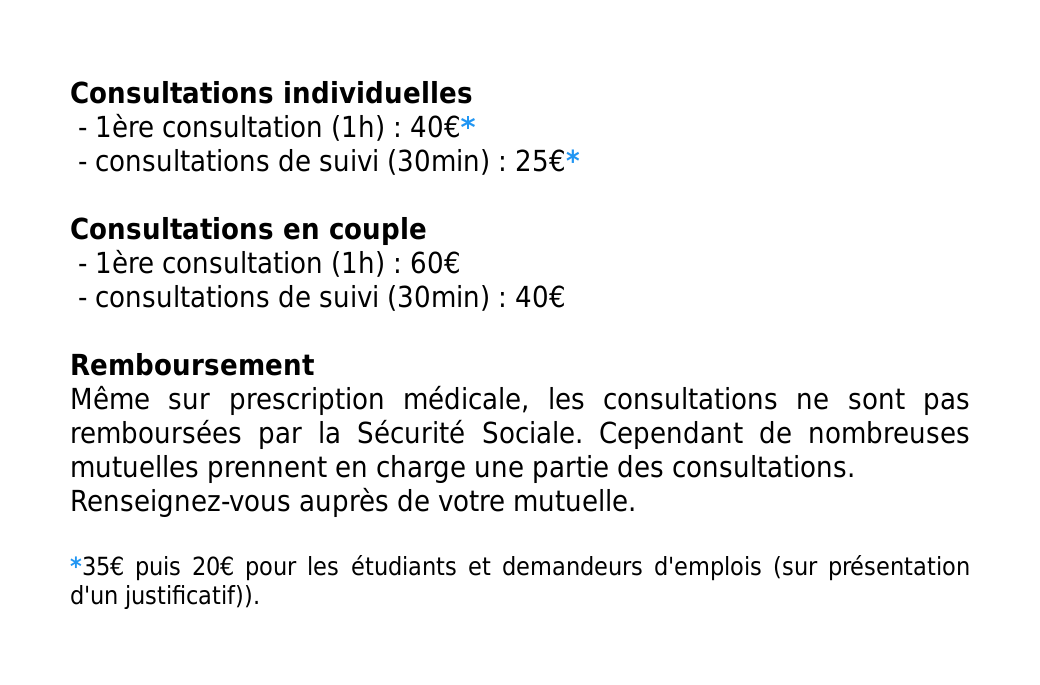 Consultations individuelles
- 1ère consultation (1h) : 40€*
- consultations de suivi (30min) : 25€*
Consultations en couple
- 1ère consultation (1h) : 60€
- consultations de suivi (30min) : 40€
Remboursement
Même sur prescription médicale, les consultations ne sont pas
remboursées par la Sécurité Sociale. Cependant de nombreuses
mutuelles prennent en charge une partie des consultations.
Renseignez-vous auprès de votre mutuelle.
*35€ puis 20€ pour les étudiants et demandeurs d'emplois (sur présentation
d'un justificatif)).